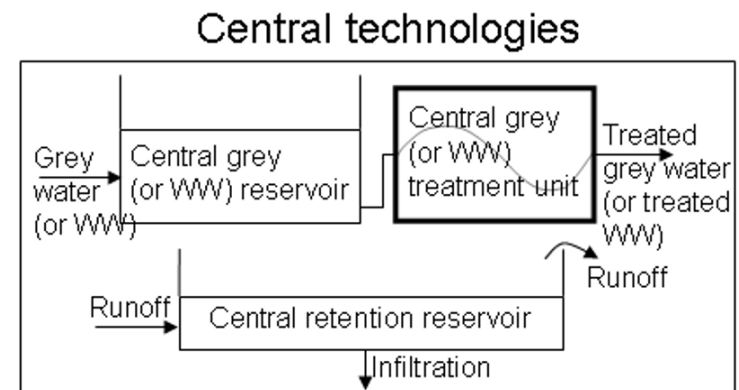 Central technologies
Grey
water
(or WW)
Central grey
(or WW) reservoir
Central grey
(or WW)
treatment unit
Treated
grey water
(or treated
WW)
Runoff
Runoff
Central retention reservoir
Infiltration